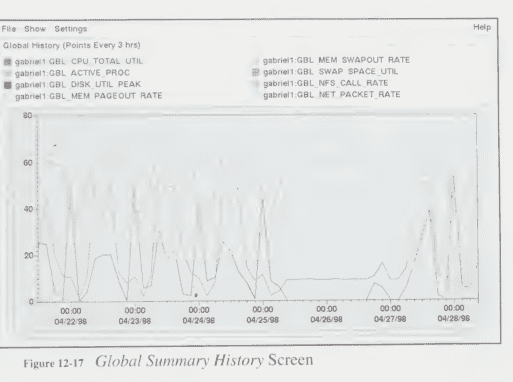 File Show Settings Help
Global History (Points Every 3 hrs)
gabriel1:GBL_CPU_TOTAL_UTIL
gabriel1:GBL_ACTIVE_PROC
gabriel1:GBL_DISK_UTIL_PEAK
gabriel1:GBL_MEM_PAGEOUT_RATE
gabriel1:GBL_MEM_SWAPOUT_RATE
gabriel1:GBL_SWAP_SPACE_UTIL
gabriel1:GBL_NFS_CALL_RATE
gabriel1:GBL_NET_PACKET_RATE
80
60
40
20
0
00:00 00:00 00:00 00:00 00:00 00:00 00:00
04/22/98 04/23/98 04/24/98 04/25/98 04/26/98 04/27/98 04/28/98
Figure 12-17 Global Summary History Screen